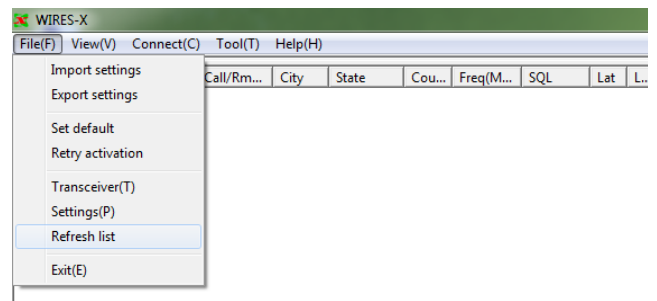 WIRES-X
File(F) View(V) Connect(C) Tool(T) Help(H)
Call/Rm... City State Cou... Freq(M... SQL Lat L...
Import settings
Export settings
Set default
Retry activation
Transceiver(T)
Settings(P)
Refresh list
Exit(E)